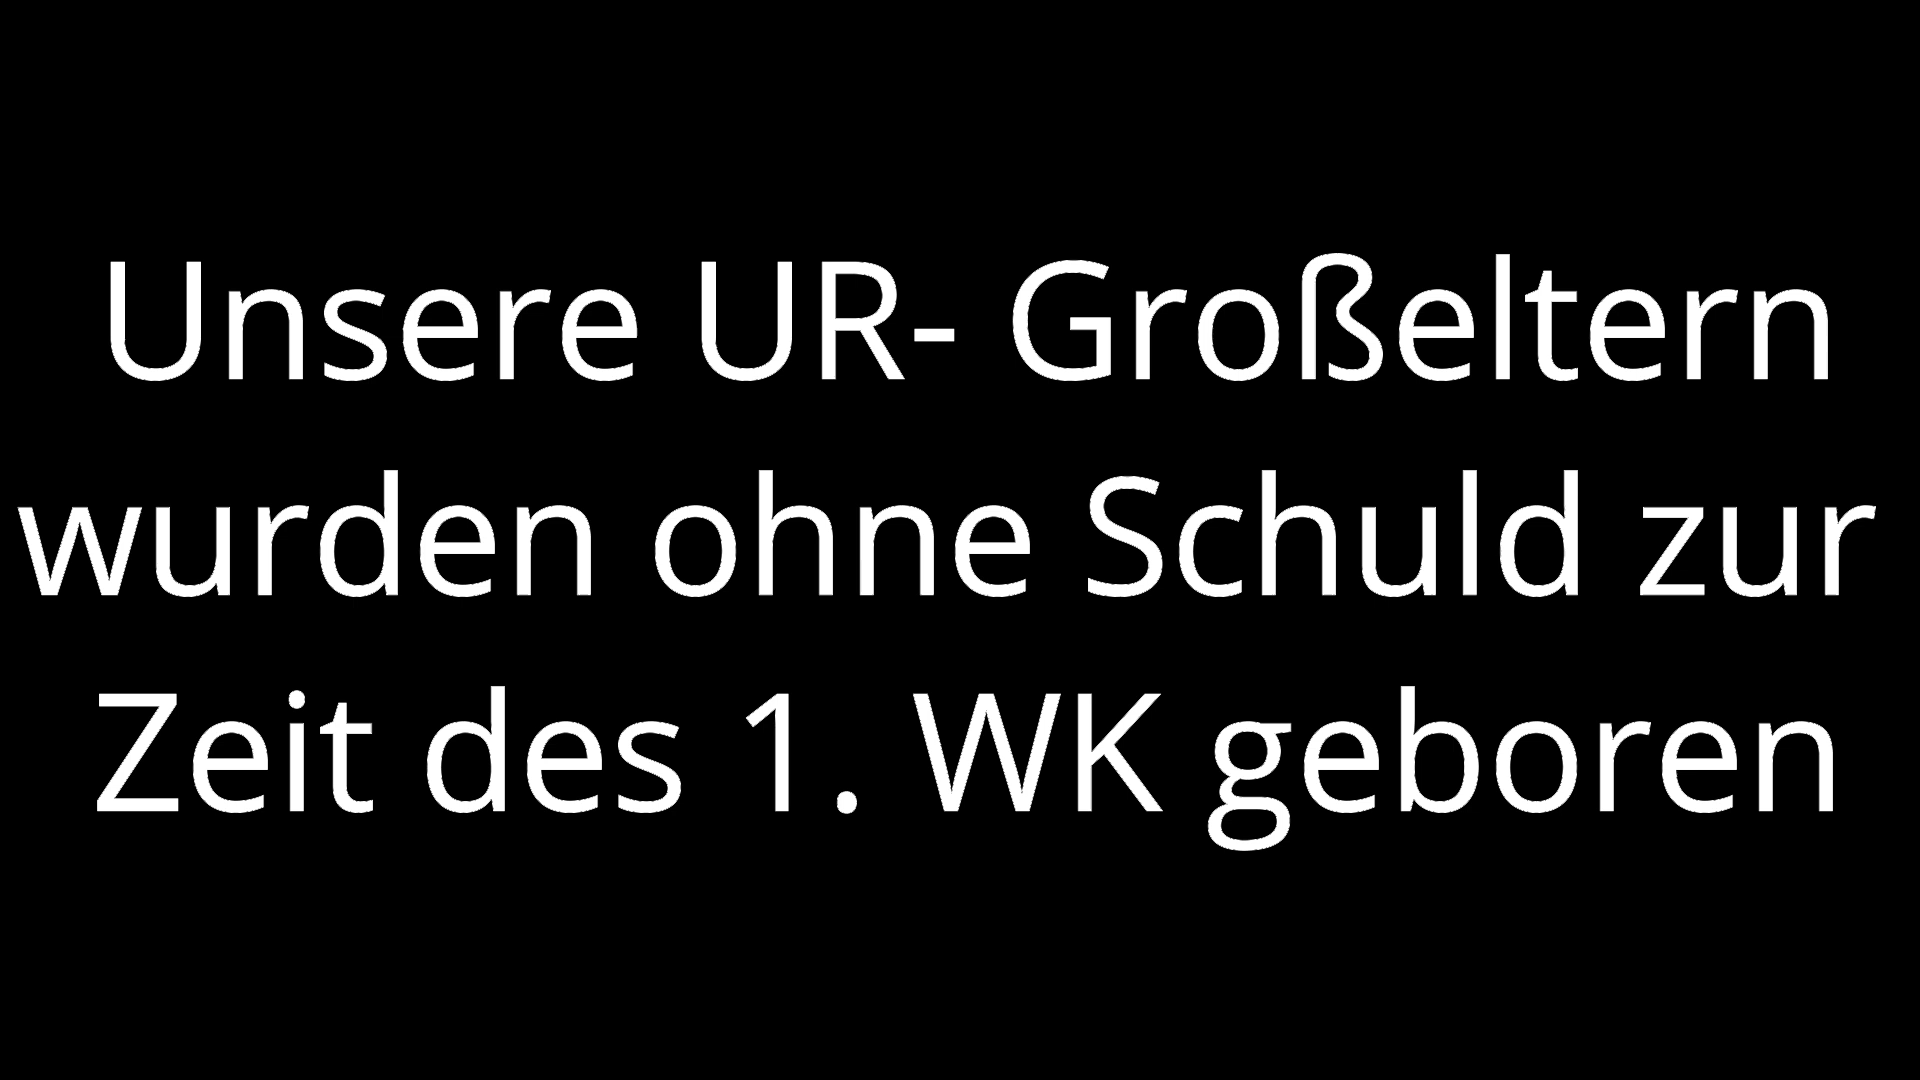 Unsere UR- Großeltern
wurden ohne Schuld zur
Zeit des 1. WK geboren